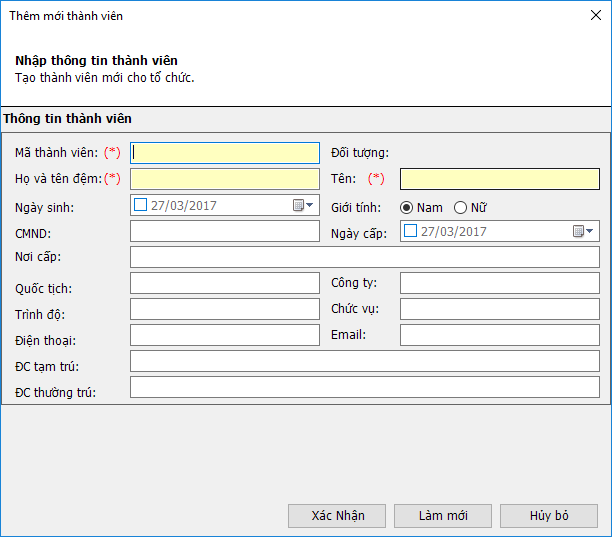 Thêm mới thành viên
Nhập thông tin thành viên
Tạo thành viên mới cho tổ chức.
Thông tin thành viên
Mã thành viên: (*) Đối tượng:
Họ và tên đệm: (*) Tên: (*)
Ngày sinh: 27/03/2017 Giới tính: Nam Nữ
CMND: Ngày cấp: 27/03/2017
Nơi cấp:
Quốc tịch: Công ty:
Trình độ: Chức vụ:
Điện thoại: Email:
ĐC tạm trú:
ĐC thường trú:
Xác Nhận Làm mới Hủy bỏ